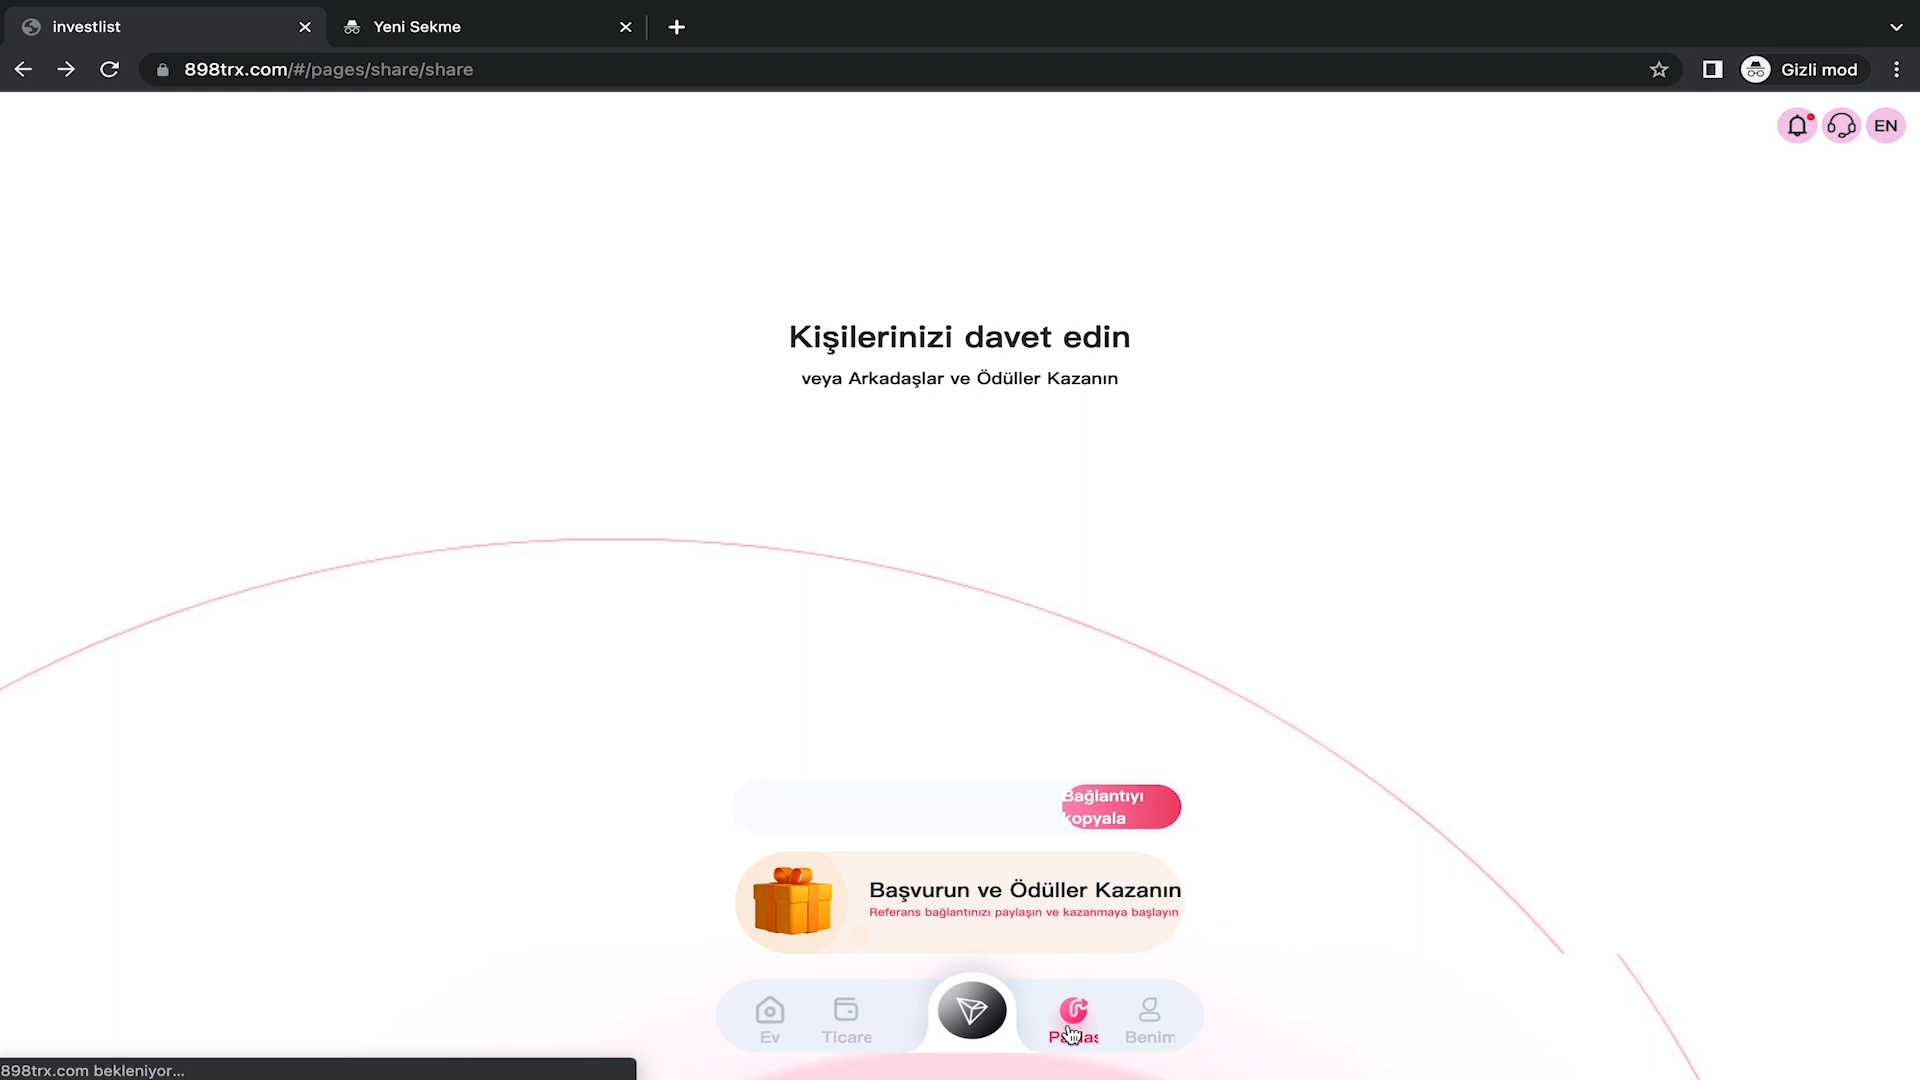 investlist
Yeni Sekme
898trx.com/#/pages/share/share
Gizli mod
EN
Kişilerinizi davet edin
veya Arkadaşlar ve Ödüller Kazanın
Bağlantıyı
kopyala
Başvurun ve Ödüller Kazanın
Referans bağlantınızı paylaşın ve kazanmaya başlayın
Ev
Ticare
Benim
898trx.com bekleniyor...